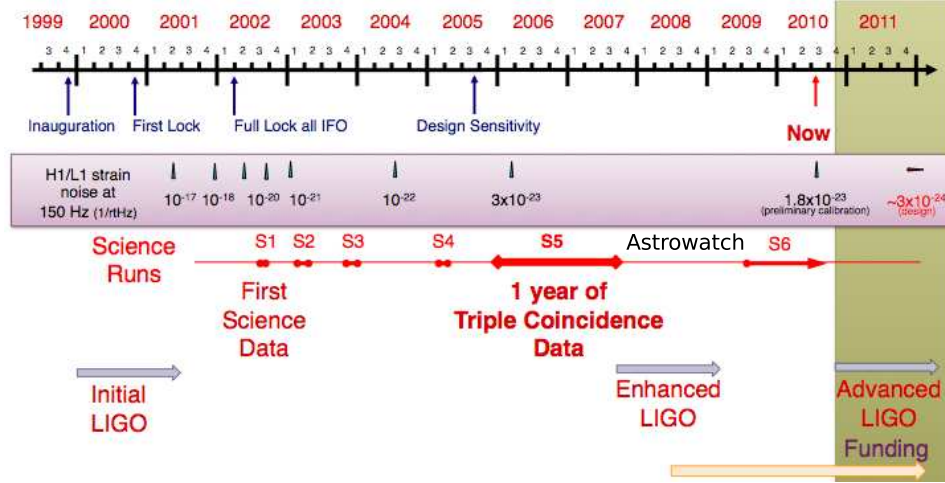 1999 2000 2001 2002 2003 2004 2005 2006 2007 2008 2009 2010 2011
3 4 1 2 3 4 1 2 3 4 1 2 3 4 1 2 3 4 1 2 3 4 1 2 3 4 1 2 3 4 1 2 3 4 1 2 3 4 1 2 3 4 1 2 3 4 1 2 3 4
Inauguration First Lock Full Lock all IFO Design Sensitivity Now
H1/L1 strain
noise at
150 Hz (1/rtHz)
10⁻¹⁷ 10⁻¹⁸ 10⁻²⁰ 10⁻²¹ 10⁻²² 3x10⁻²³ 1.8x10⁻²³ ~3x10⁻²⁴
(preliminary calibration) (design)
Science
Runs
S1 S2 S3 S4 S5 Astrowatch S6
First
Science
Data
1 year of
Triple Coincidence
Data
Initial
LIGO
Enhanced
LIGO
Advanced
LIGO
Funding